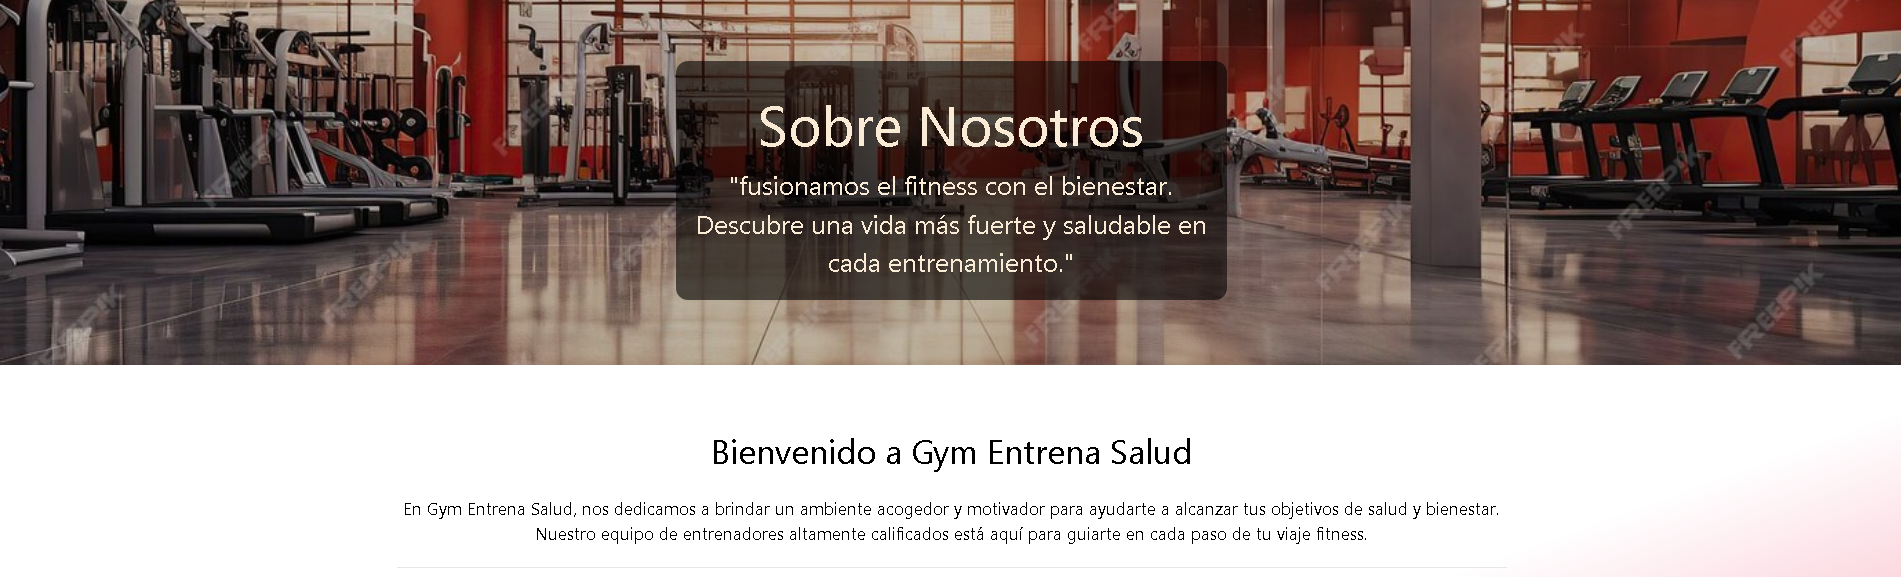 Sobre Nosotros
"fusionamos el fitness con el bienestar.
Descubre una vida más fuerte y saludable en
cada entrenamiento."
Bienvenido a Gym Entrena Salud
En Gym Entrena Salud, nos dedicamos a brindar un ambiente acogedor y motivador para ayudarte a alcanzar tus objetivos de salud y bienestar.
Nuestro equipo de entrenadores altamente calificados está aquí para guiarte en cada paso de tu viaje fitness.
FREEPIK